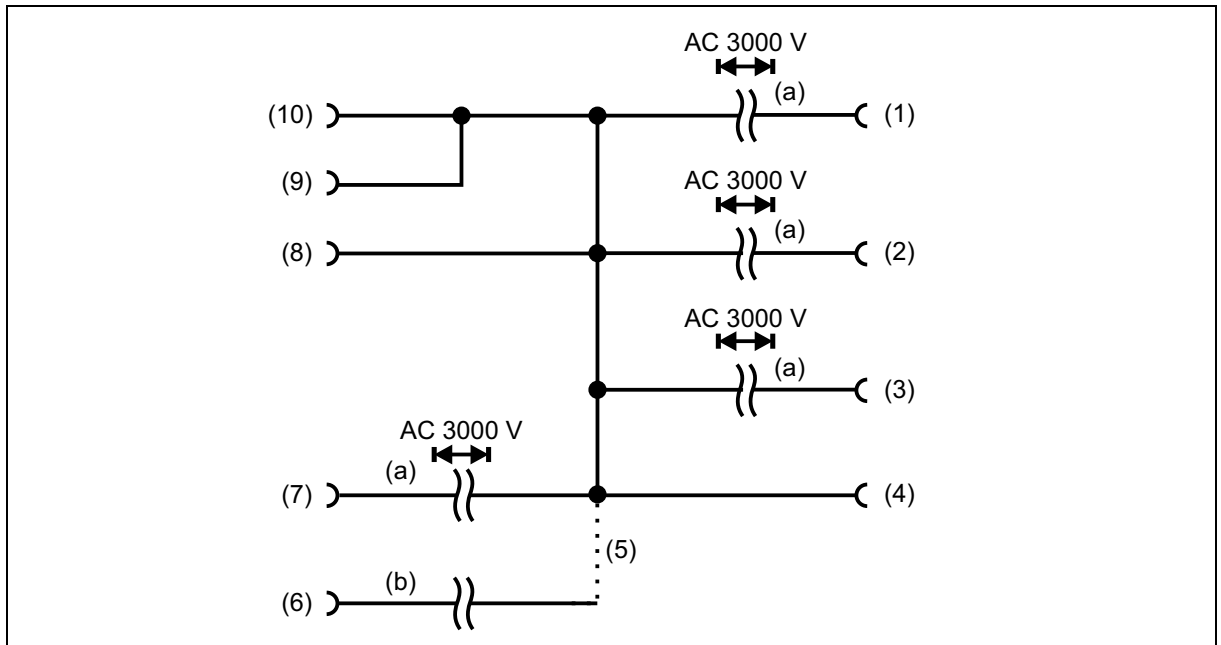 AC 3000 V
(10) (a) (1)
AC 3000 V
(9) (a)
(8) (2)
AC 3000 V
(a)
(3)
AC 3000 V
(a)
(7) (4)
(5)
(b)
(6)